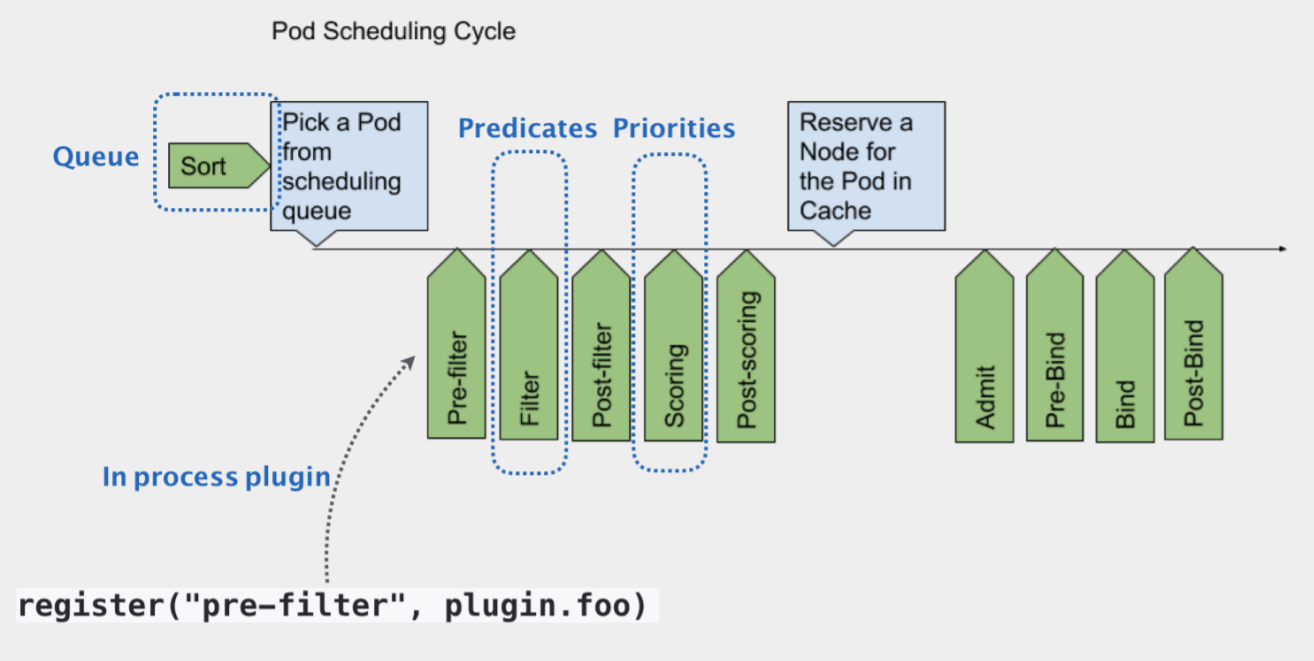 Pod Scheduling Cycle
Queue
Sort
Pick a Pod
from
scheduling
queue
Predicates
Priorities
Reserve a
Node for
the Pod in
Cache
Pre-filter
Filter
Post-filter
Scoring
Post-scoring
Admit
Pre-Bind
Bind
Post-Bind
In process plugin
register("pre-filter", plugin.foo)